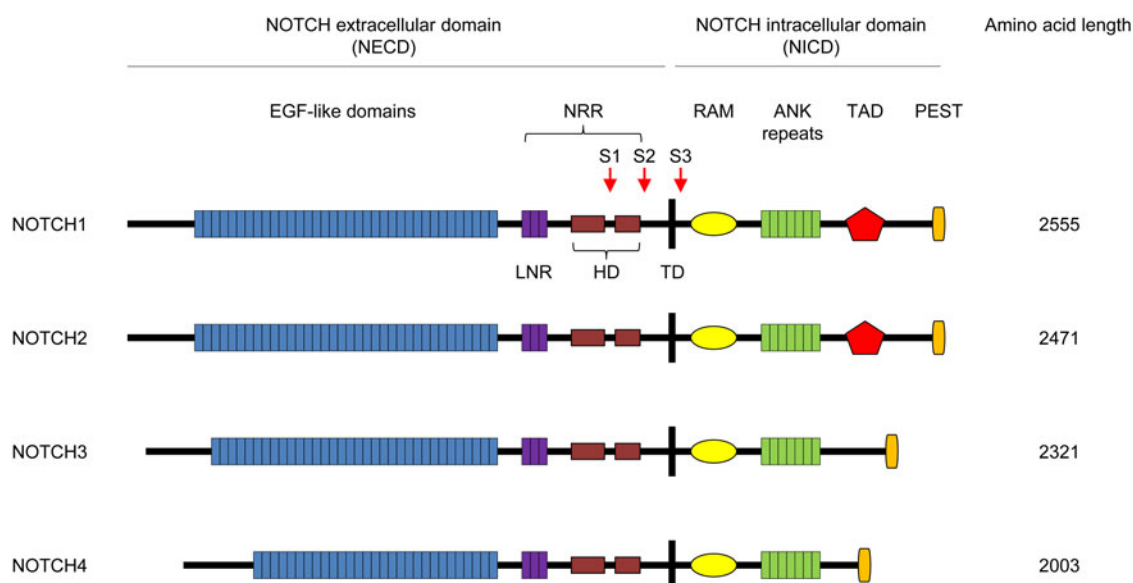 NOTCH extracellular domain
(NECD)
NOTCH intracellular domain
(NICD)
Amino acid length
EGF-like domains
NRR
RAM
ANK
repeats
TAD
PEST
S1
S2
S3
NOTCH1
2555
LNR
HD
TD
NOTCH2
2471
NOTCH3
2321
NOTCH4
2003